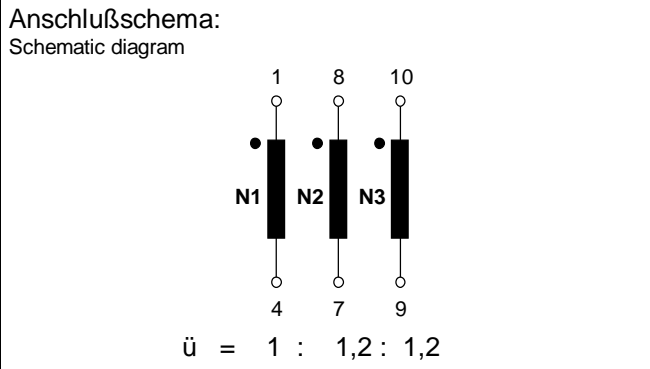 Anschlußschema:
Schematic diagram
1 8 10
N1 N2 N3
4 7 9
ü = 1 : 1,2 : 1,2